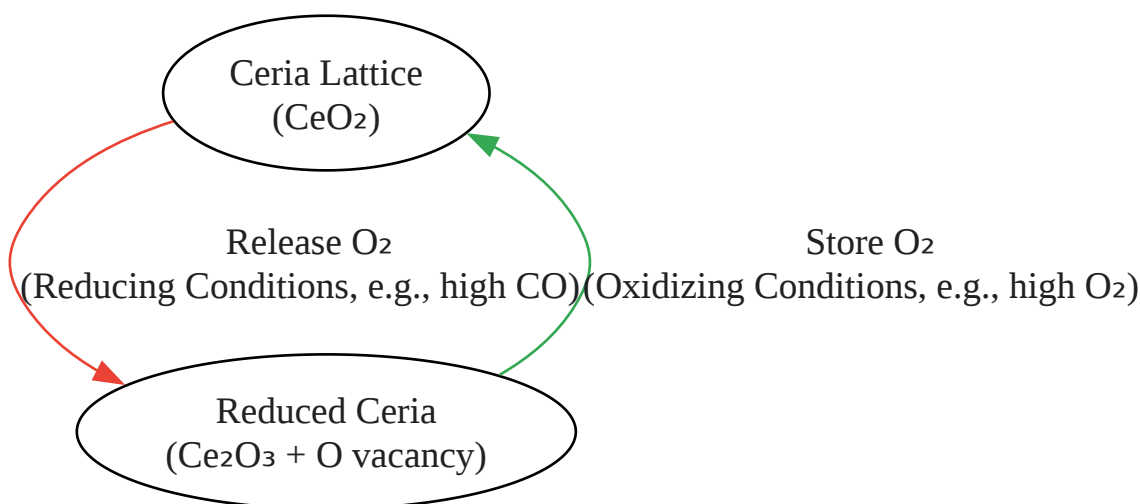 Ceria Lattice
(CeO₂)
Release O₂
(Reducing Conditions, e.g., high CO)
Store O₂
(Oxidizing Conditions, e.g., high O₂)
Reduced Ceria
(Ce₂O₃ + O vacancy)